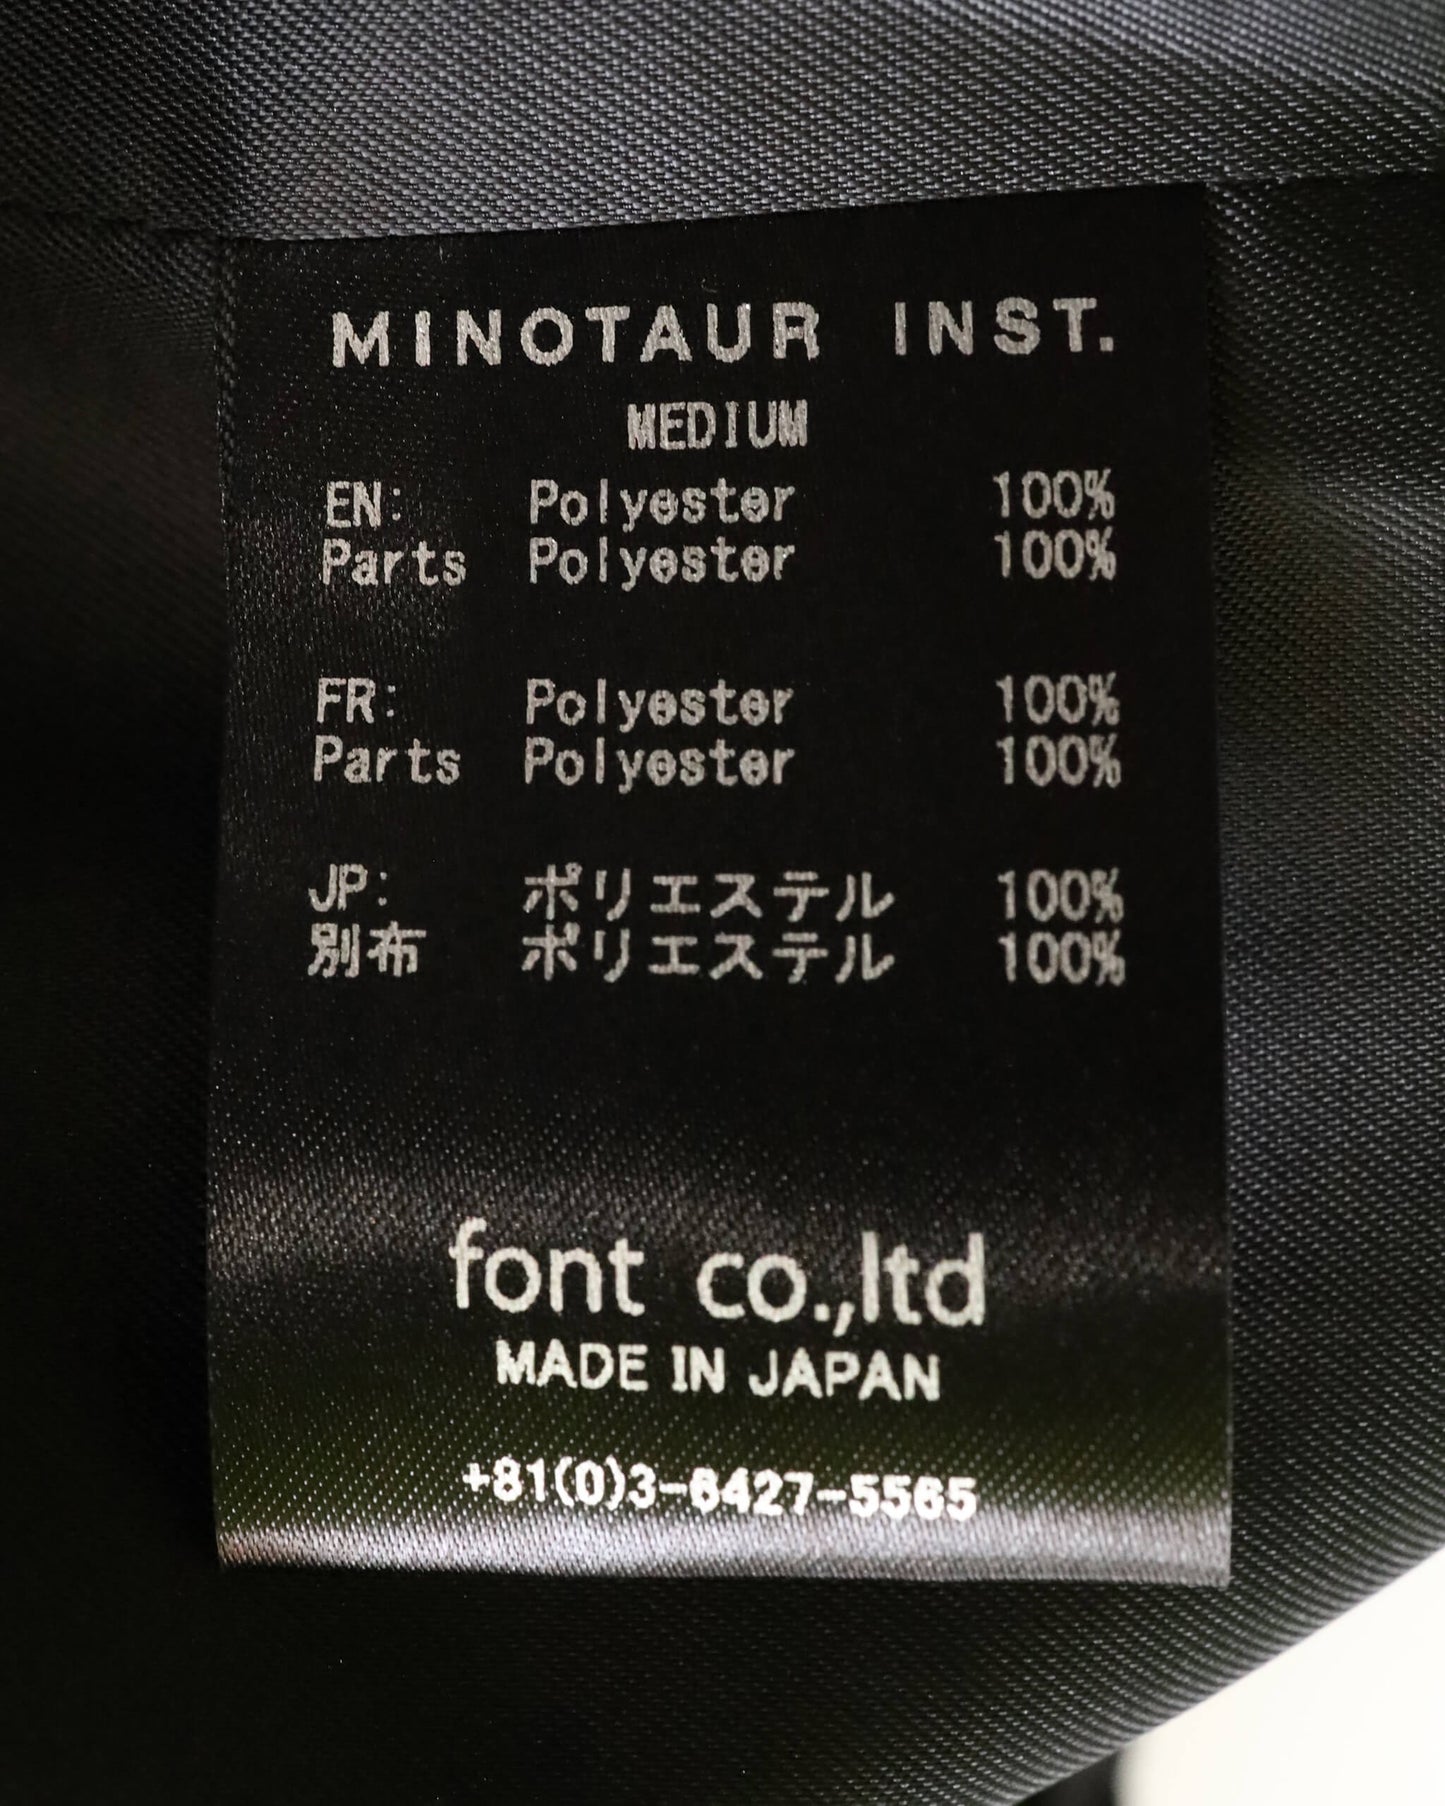 MINOTAUR INST.
MEDIUM
EN: Polyester 100%
Parts Polyester 100%
FR: Polyester 100%
Parts Polyester 100%
JP: ポリエステル 100%
別布 ポリエステル 100%
font co.,ltd
MADE IN JAPAN
+81(0)3-6427-5565